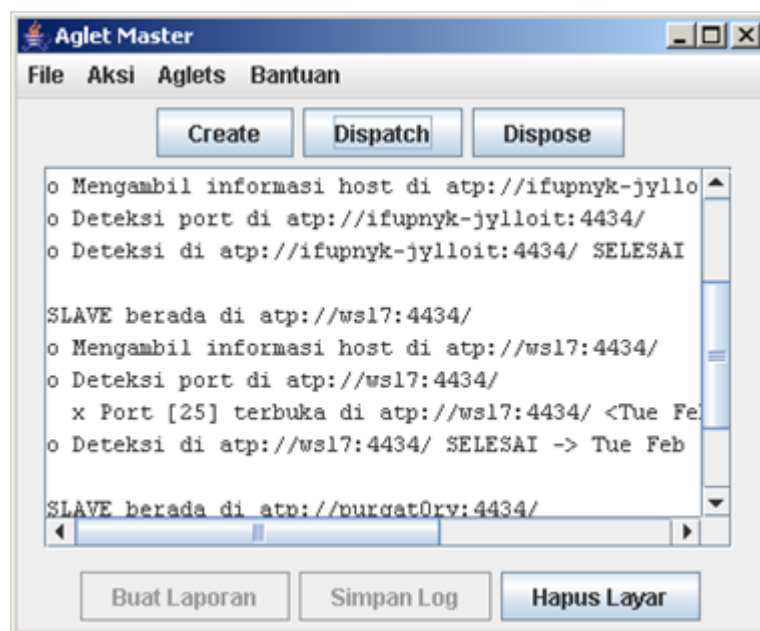 Aglet Master
File Aksi Aglets Bantuan
Create Dispatch Dispose
o Mengambil informasi host di atp://ifupnyk-jyllo
o Deteksi port di atp://ifupnyk-jylloit:4434/
o Deteksi di atp://ifupnyk-jylloit:4434/ SELESAI
SLAVE berada di atp://ws17:4434/
o Mengambil informasi host di atp://ws17:4434/
o Deteksi port di atp://ws17:4434/
x Port [25] terbuka di atp://ws17:4434/ <Tue Fe
o Deteksi di atp://ws17:4434/ SELESAI -> Tue Feb
SLAVE berada di atp://purgat0ry:4434/
Buat Laporan Simpan Log Hapus Layar